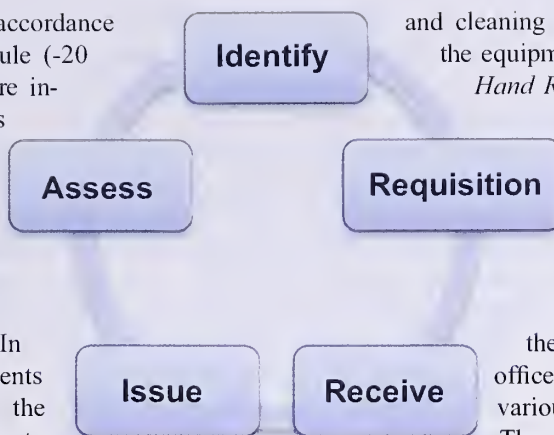 accordance
ule (-20
re in-
s
In
ents
the
and cleaning
the equipm
Hand R
Identify
Assess
Requisition
Issue
Receive
the
office
variou